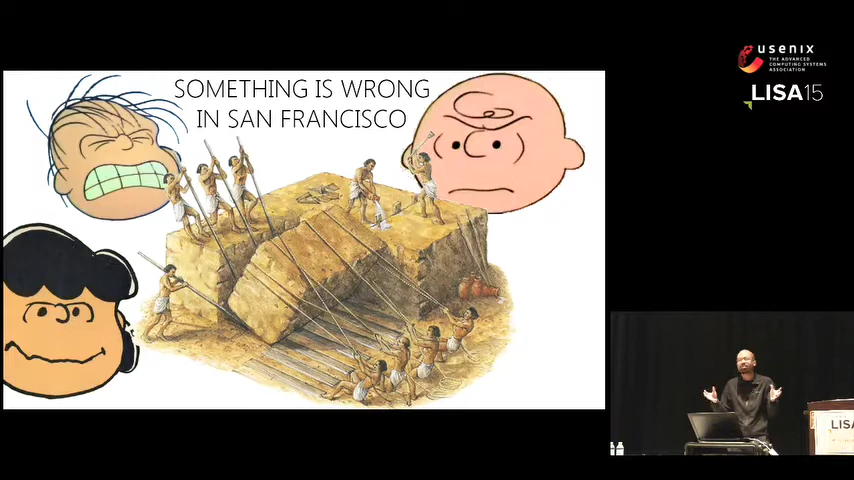 SOMETHING IS WRONG
IN SAN FRANCISCO
usenix
THE ADVANCED
COMPUTING SYSTEMS
ASSOCIATION
LISA15
LISA